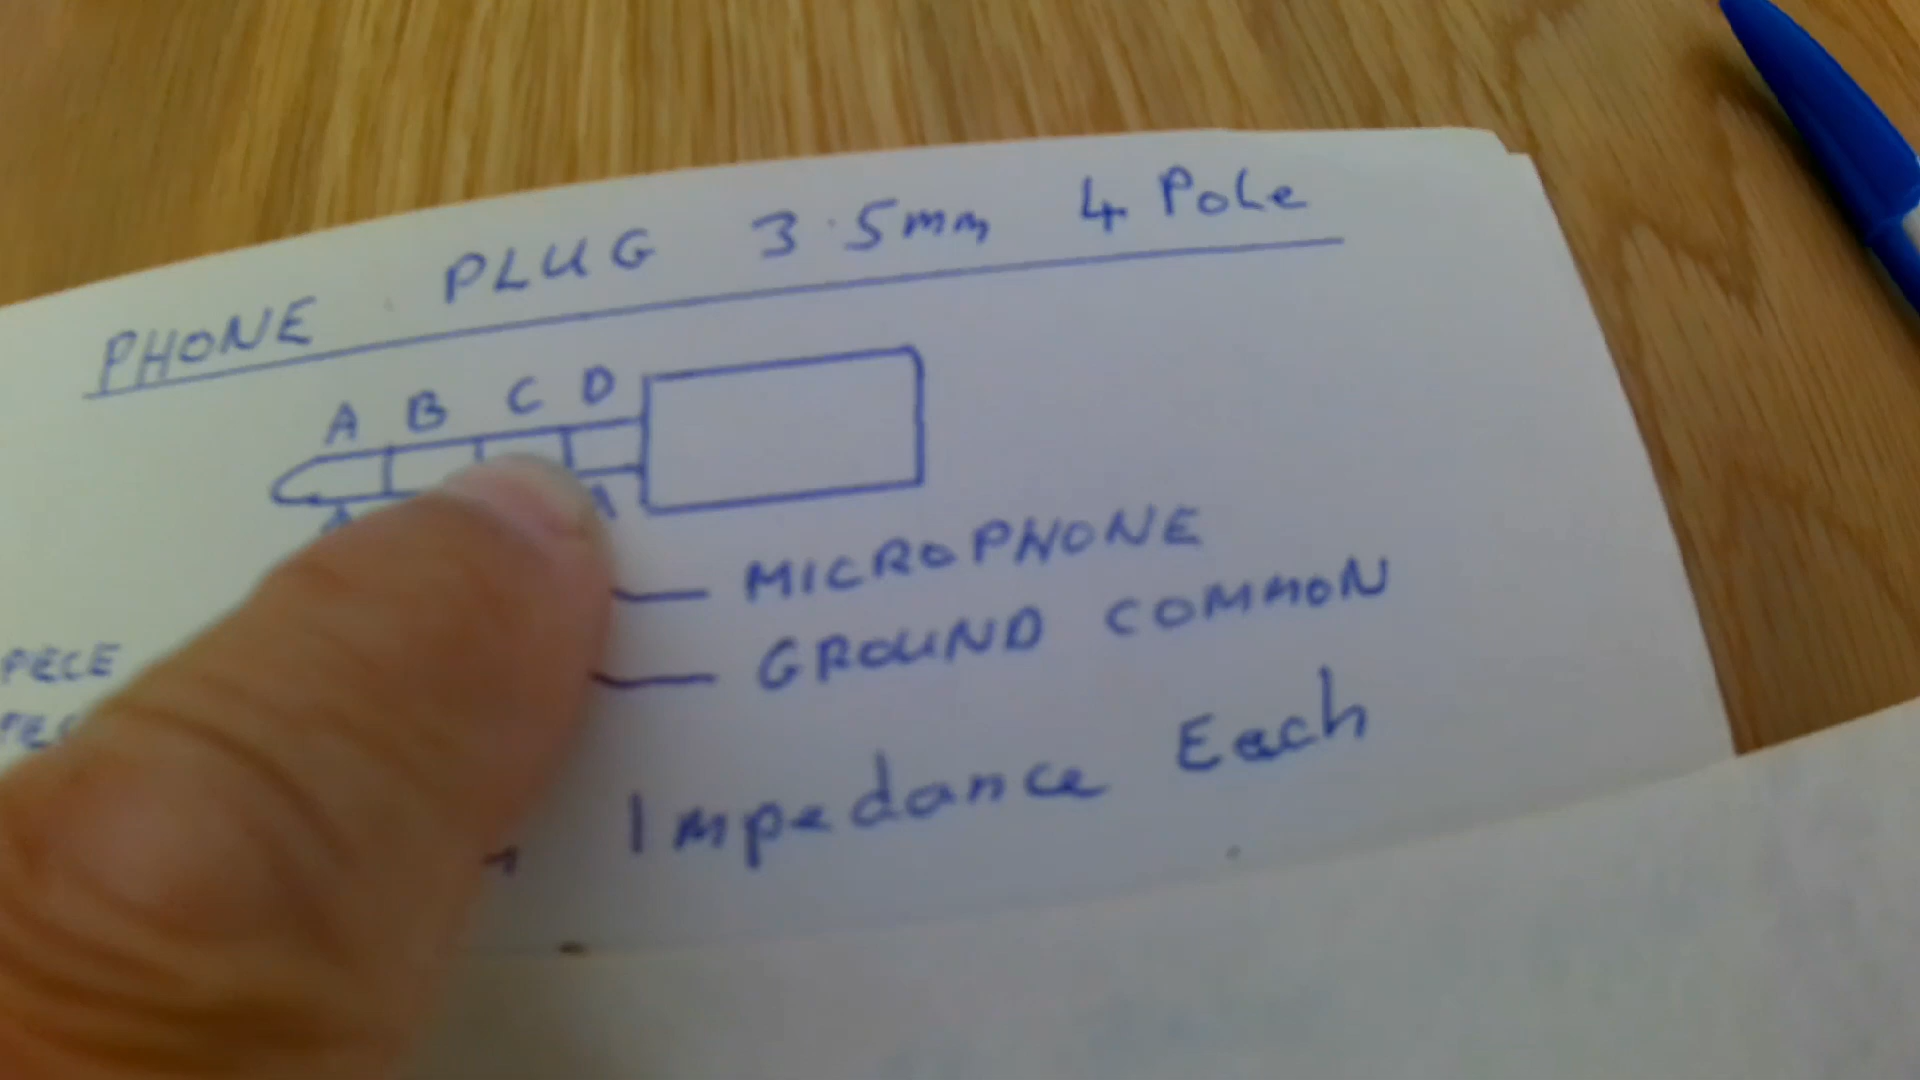 PHONE PLUG 3.5mm 4 Pole
A B C D
MICROPHONE
GROUND COMMON
Impedance Each